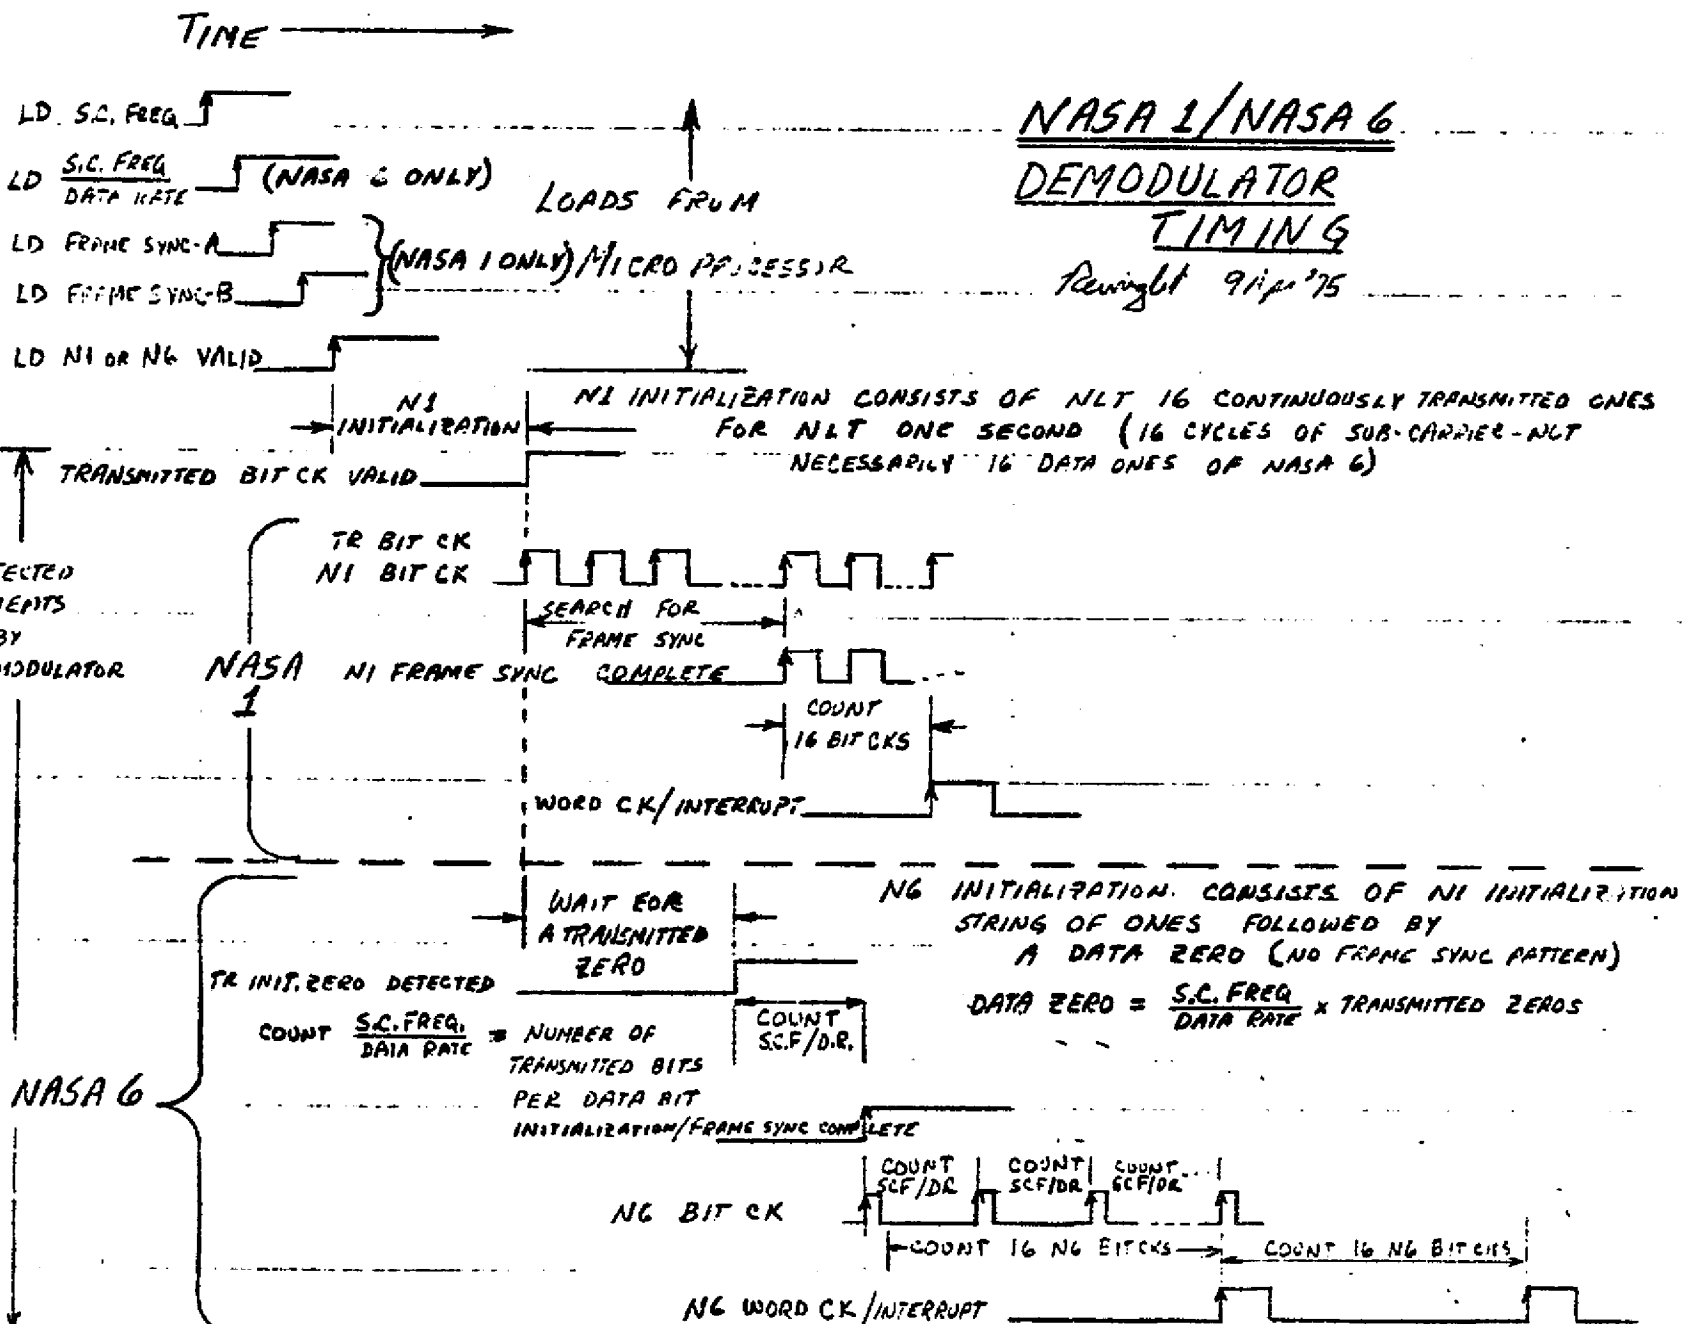 TIME
LD. S.C. FREQ
NASA 1/NASA 6
DEMODULATOR
TIMING
9 Apr '75
LD S.C. FREQ
DATA RATE
(NASA 6 ONLY)
LOADS FROM
MICRO PROCESSOR
LD FRAME SYNC-A
LD FRAME SYNC-B
(NASA 1 ONLY)
LD N1 OR N6 VALID
N1
INITIALIZATION
N1 INITIALIZATION CONSISTS OF NLT 16 CONTINUOUSLY TRANSMITTED ONES
FOR NLT ONE SECOND (16 CYCLES OF SUB-CARRIER-NOT
NECESSARILY 16 DATA ONES OF NASA 6)
TRANSMITTED BIT CK VALID
TR BIT CK
N1 BIT CK
SEARCH FOR
FRAME SYNC
NASA
1
N1 FRAME SYNC COMPLETE
COUNT
16 BIT CKS
WORD CK/INTERRUPT
WAIT FOR
A TRANSMITTED
ZERO
N6 INITIALIZATION. CONSISTS OF N1 INITIALIZATION
STRING OF ONES FOLLOWED BY
A DATA ZERO (NO FRAME SYNC PATTERN)
DATA ZERO = S.C. FREQ / DATA RATE x TRANSMITTED ZEROS
TR INIT. ZERO DETECTED
COUNT S.C. FREQ. / DATA RATE = NUMBER OF
TRANSMITTED BITS
PER DATA BIT
COUNT
S.C.F/D.R.
NASA 6
INITIALIZATION/FRAME SYNC COMPLETE
COUNT
SCF/DR
COUNT
SCF/DR
COUNT
SCF/DR
N6 BIT CK
COUNT 16 N6 BIT CKS
COUNT 16 N6 BIT CKS
N6 WORD CK/INTERRUPT